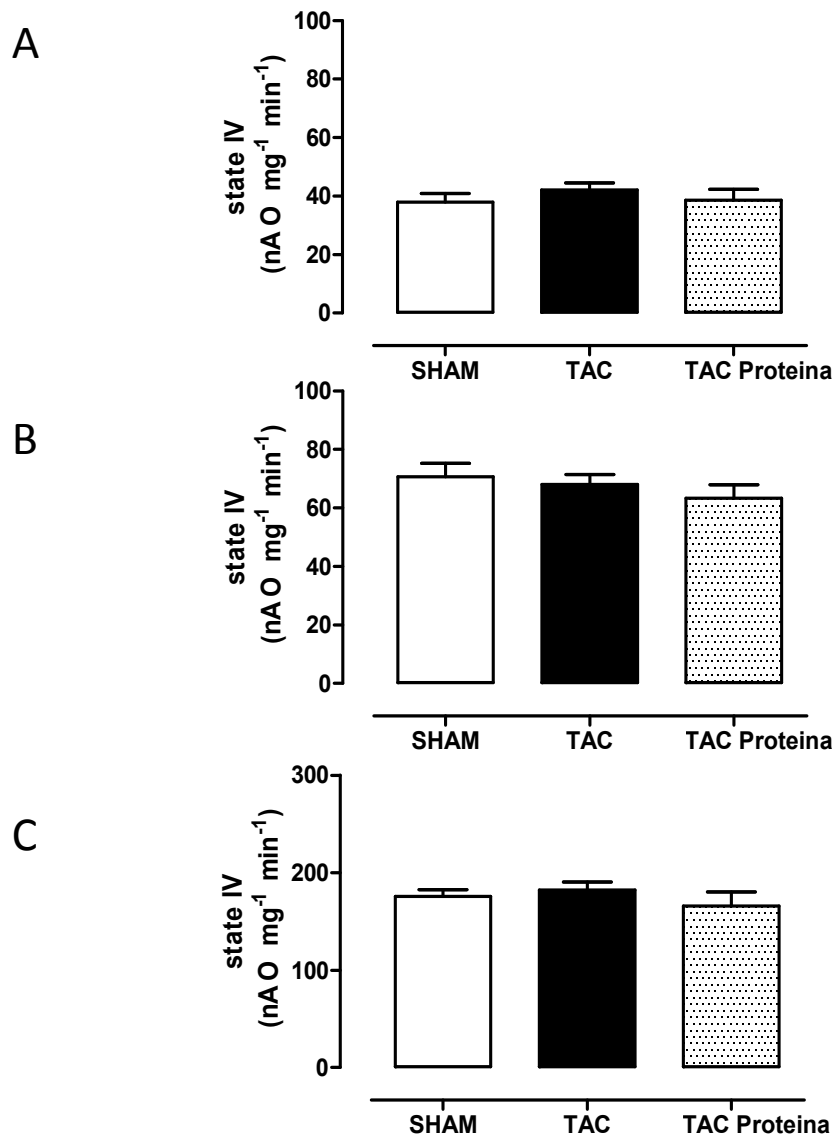 A
state IV
(nA O mg-1 min-1)
100
80
60
40
20
0
SHAM TAC TAC Proteina
B
state IV
(nA O mg-1 min-1)
100
80
60
40
20
0
SHAM TAC TAC Proteina
C
state IV
(nA O mg-1 min-1)
300
200
100
0
SHAM TAC TAC Proteina